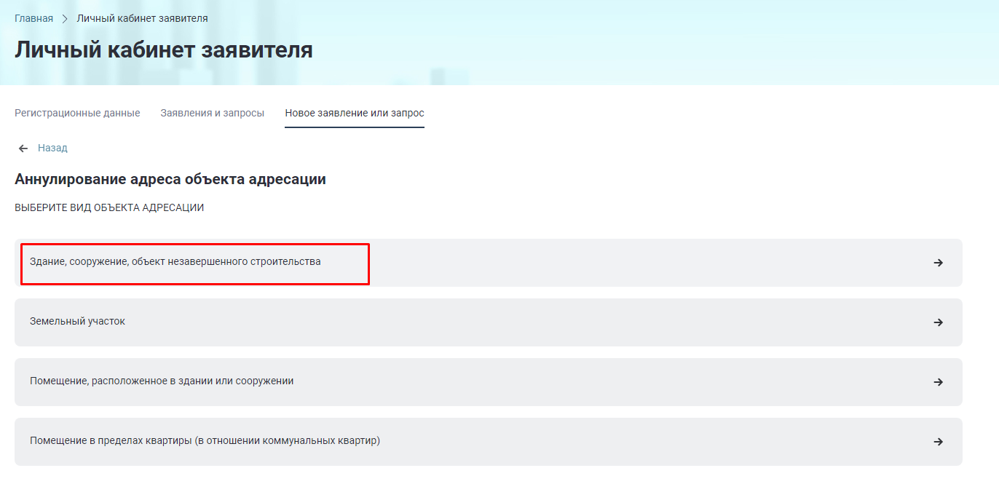 Главная > Личный кабинет заявителя
Личный кабинет заявителя
Регистрационные данные Заявления и запросы Новое заявление или запрос
← Назад
Аннулирование адреса объекта адресации
ВЫБЕРИТЕ ВИД ОБЪЕКТА АДРЕСАЦИИ
Здание, сооружение, объект незавершенного строительства →
Земельный участок →
Помещение, расположенное в здании или сооружении →
Помещение в пределах квартиры (в отношении коммунальных квартир) →